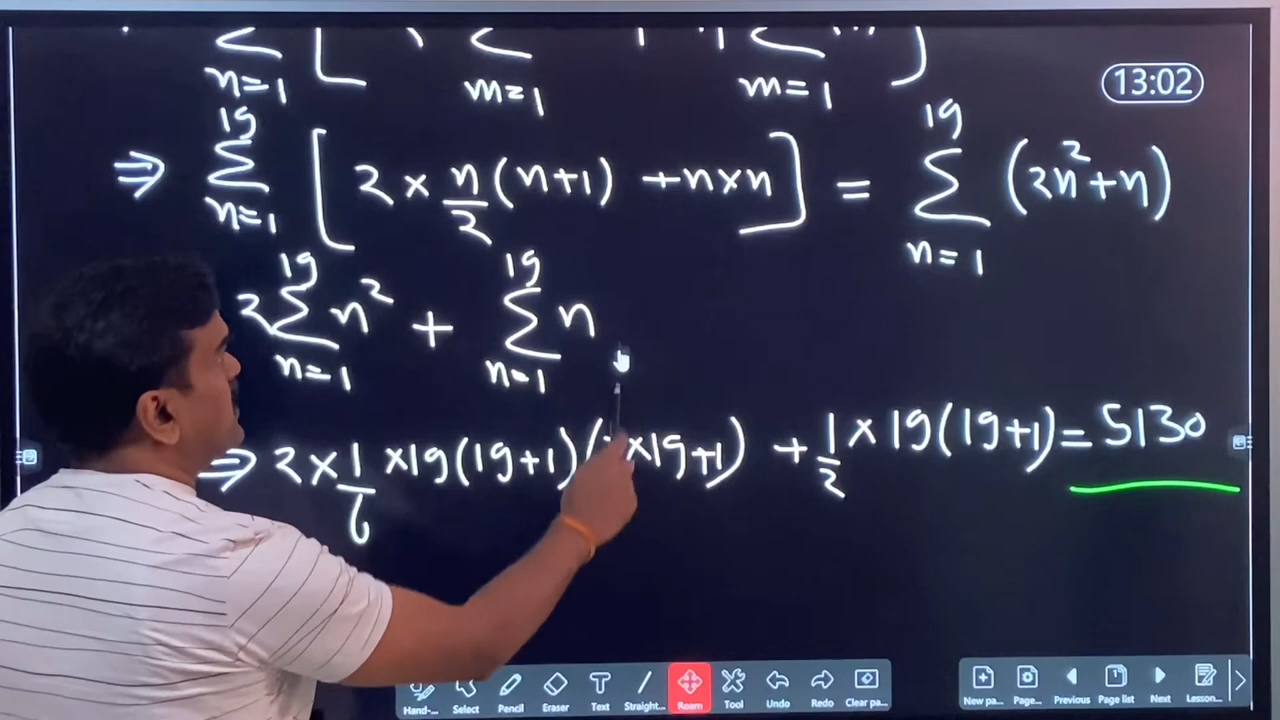 n=1 m=1 m=1
13:02
⇒ 19 ∑ n=1 [ 2 × n/2 (n+1) + n×n ] = 19 ∑ n=1 (2n²+n)
2 19 ∑ n=1 n² + 19 ∑ n=1 n
⇒ 2 × 1/6 ×19(19+1)( ×19+1) + 1/2 × 19(19+1) = 5130
Hand-... Select Pencil Eraser Text Straight... Roam Tool Undo Redo Clear pa... New pa... Page... Previous Page list Next Lesson...